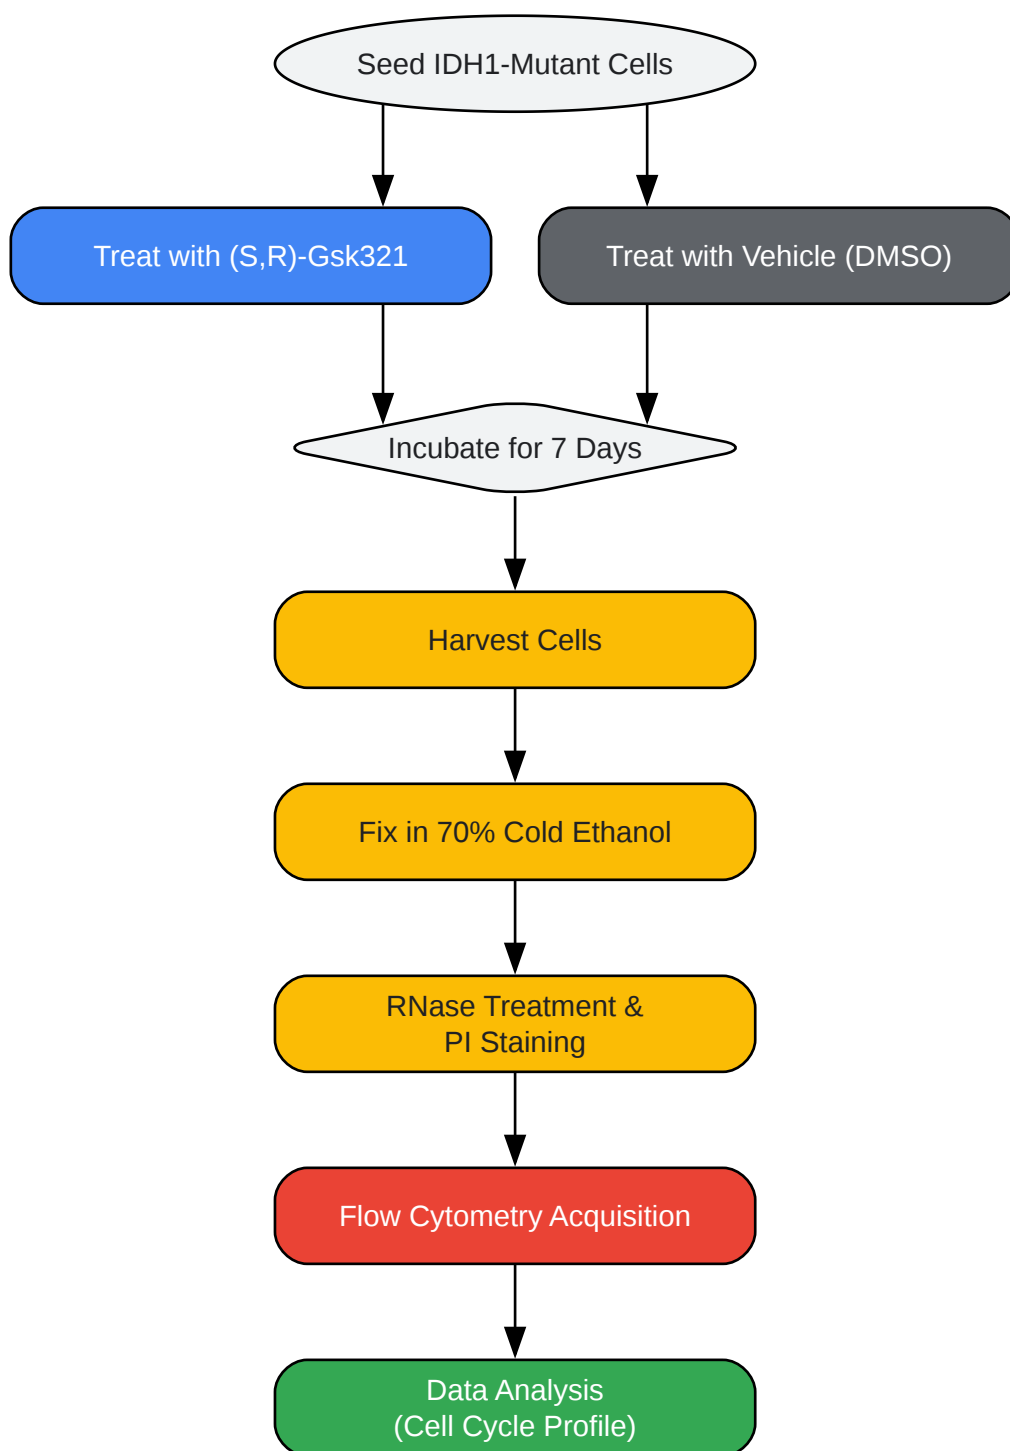 Seed IDH1-Mutant Cells
Treat with (S,R)-Gsk321
Treat with Vehicle (DMSO)
Incubate for 7 Days
Harvest Cells
Fix in 70% Cold Ethanol
RNase Treatment &
PI Staining
Flow Cytometry Acquisition
Data Analysis
(Cell Cycle Profile)